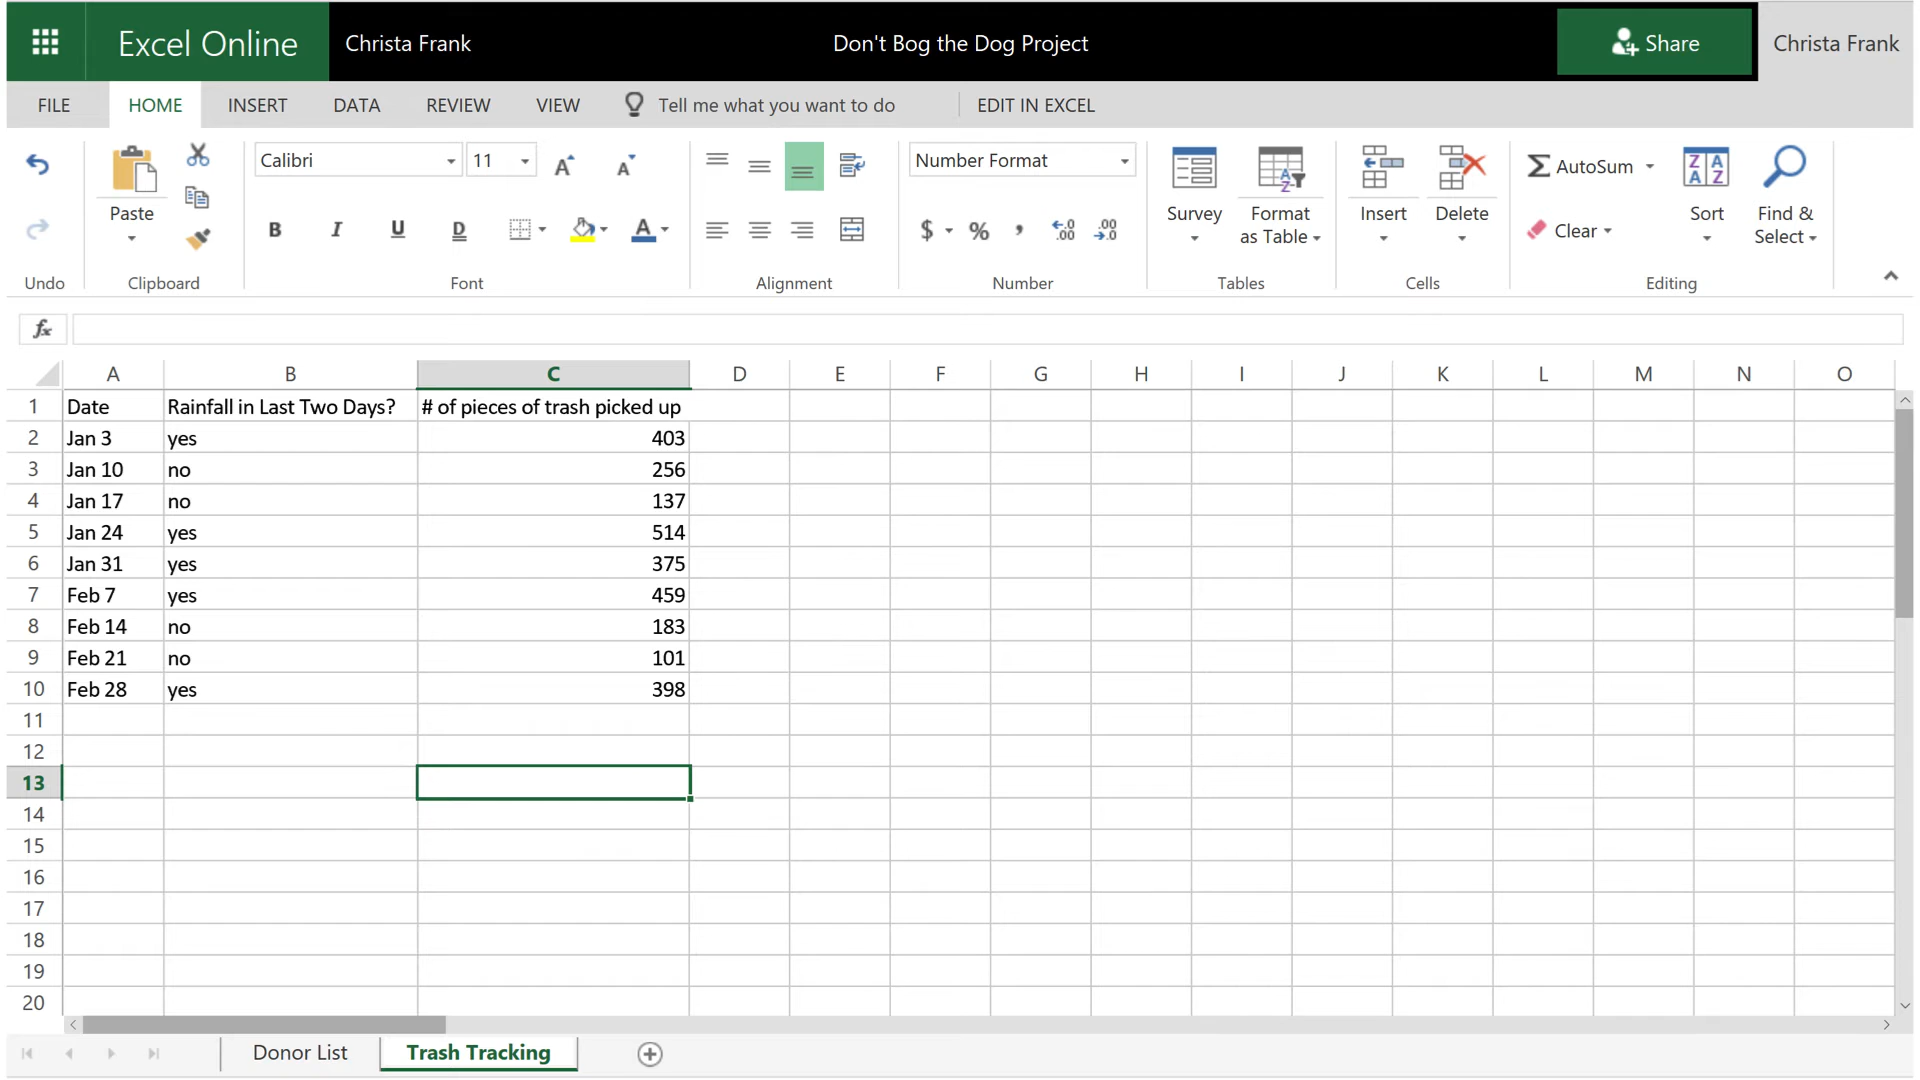 Excel Online Christa Frank Don't Bog the Dog Project Share Christa Frank
FILE HOME INSERT DATA REVIEW VIEW Tell me what you want to do EDIT IN EXCEL
Calibri 11 Number Format AutoSum
Paste B I U D A $ % , Survey Format as Table Insert Delete Clear Sort Find & Select
Undo Clipboard Font Alignment Number Tables Cells Editing
fx
A B C D E F G H I J K L M N O
1 Date Rainfall in Last Two Days? # of pieces of trash picked up
2 Jan 3 yes 403
3 Jan 10 no 256
4 Jan 17 no 137
5 Jan 24 yes 514
6 Jan 31 yes 375
7 Feb 7 yes 459
8 Feb 14 no 183
9 Feb 21 no 101
10 Feb 28 yes 398
11
12
13
14
15
16
17
18
19
20
Donor List Trash Tracking